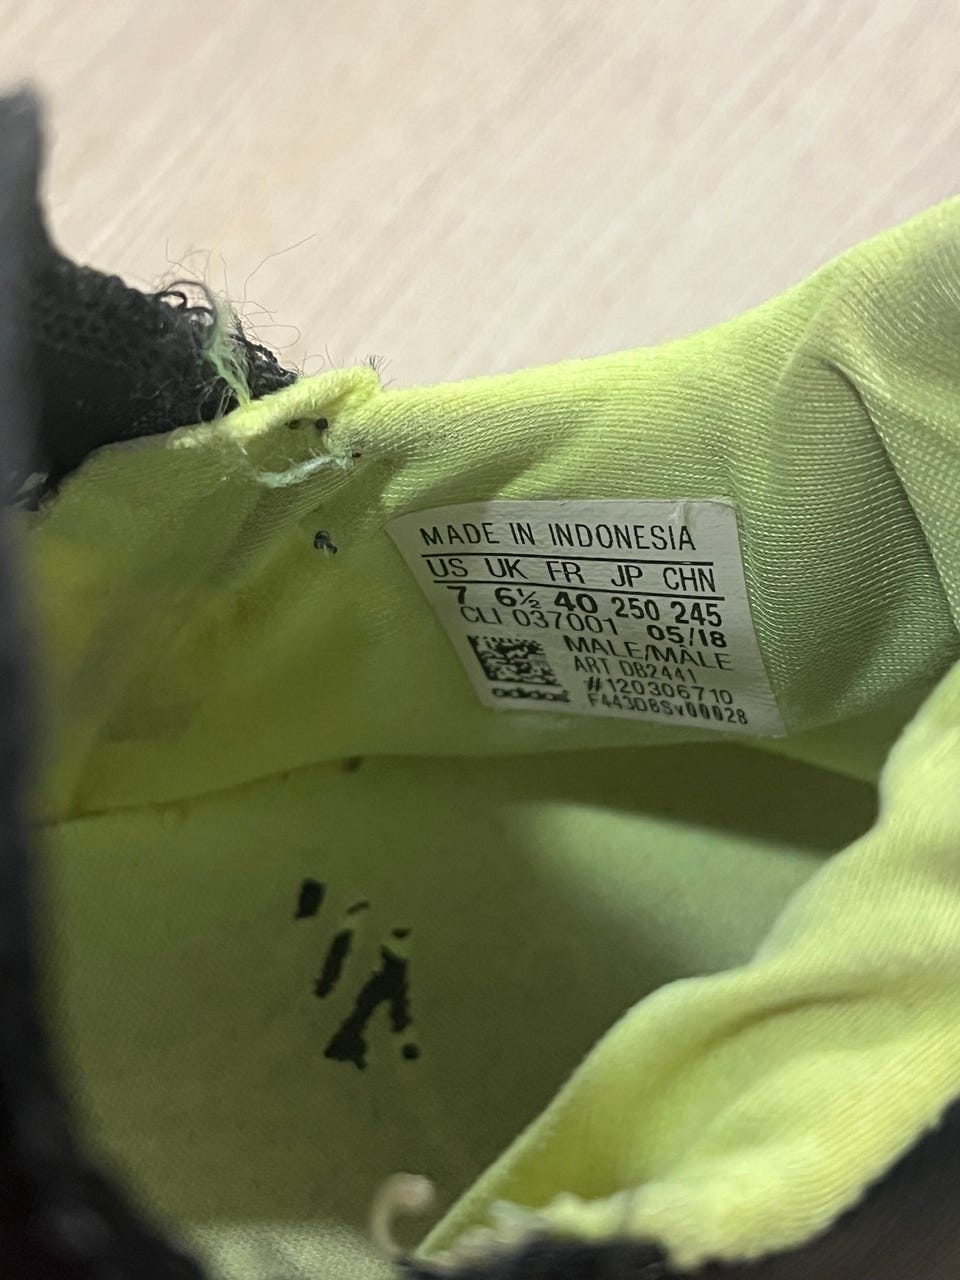 MADE IN INDONESIA
US UK FR JP CHN
7 6½ 40 250 245
CLI 037001 05/18
MALE/MÂLE
ART DB2441
#120306710
adidas F443D8Sv00028